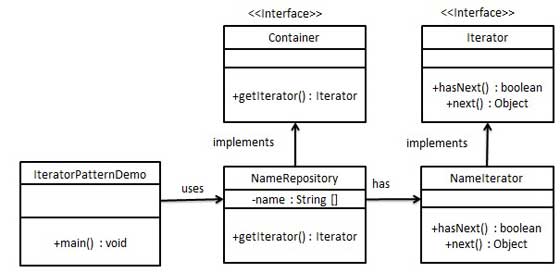 <<Interface>> <<Interface>>
Container Iterator
+getIterator() : Iterator +hasNext() : boolean
+next() : Object
implements implements
IteratorPatternDemo uses NameRepository has NameIterator
-name : String []
+main() : void +getIterator() : Iterator +hasNext() : boolean
+next() : Object